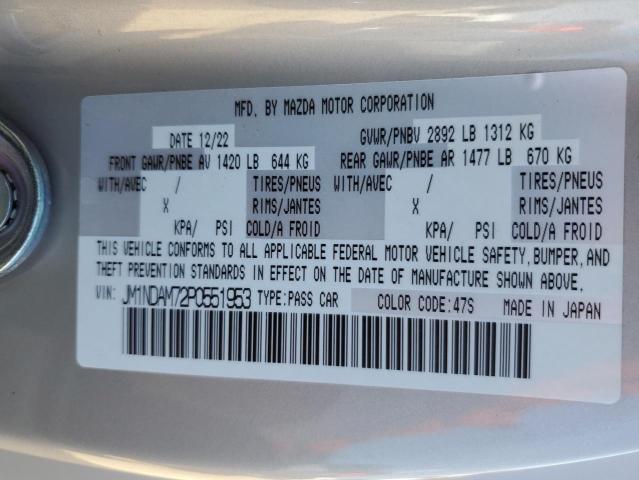 MFD. BY MAZDA MOTOR CORPORATION
DATE 12/22 GVWR/PNBV 2892 LB 1312 KG
FRONT GAWR/PNBE AV 1420 LB 644 KG REAR GAWR/PNBE AR 1477 LB 670 KG
WITH/AVEC / TIRES/PNEUS WITH/AVEC / TIRES/PNEUS
X RIMS/JANTES X RIMS/JANTES
KPA/ PSI COLD/A FROID KPA/ PSI COLD/A FROID
THIS VEHICLE CONFORMS TO ALL APPLICABLE FEDERAL MOTOR VEHICLE SAFETY, BUMPER, AND
THEFT PREVENTION STANDARDS IN EFFECT ON THE DATE OF MANUFACTURE SHOWN ABOVE.
VIN: JM1NDAM72P0551953 TYPE:PASS CAR COLOR CODE:47S MADE IN JAPAN